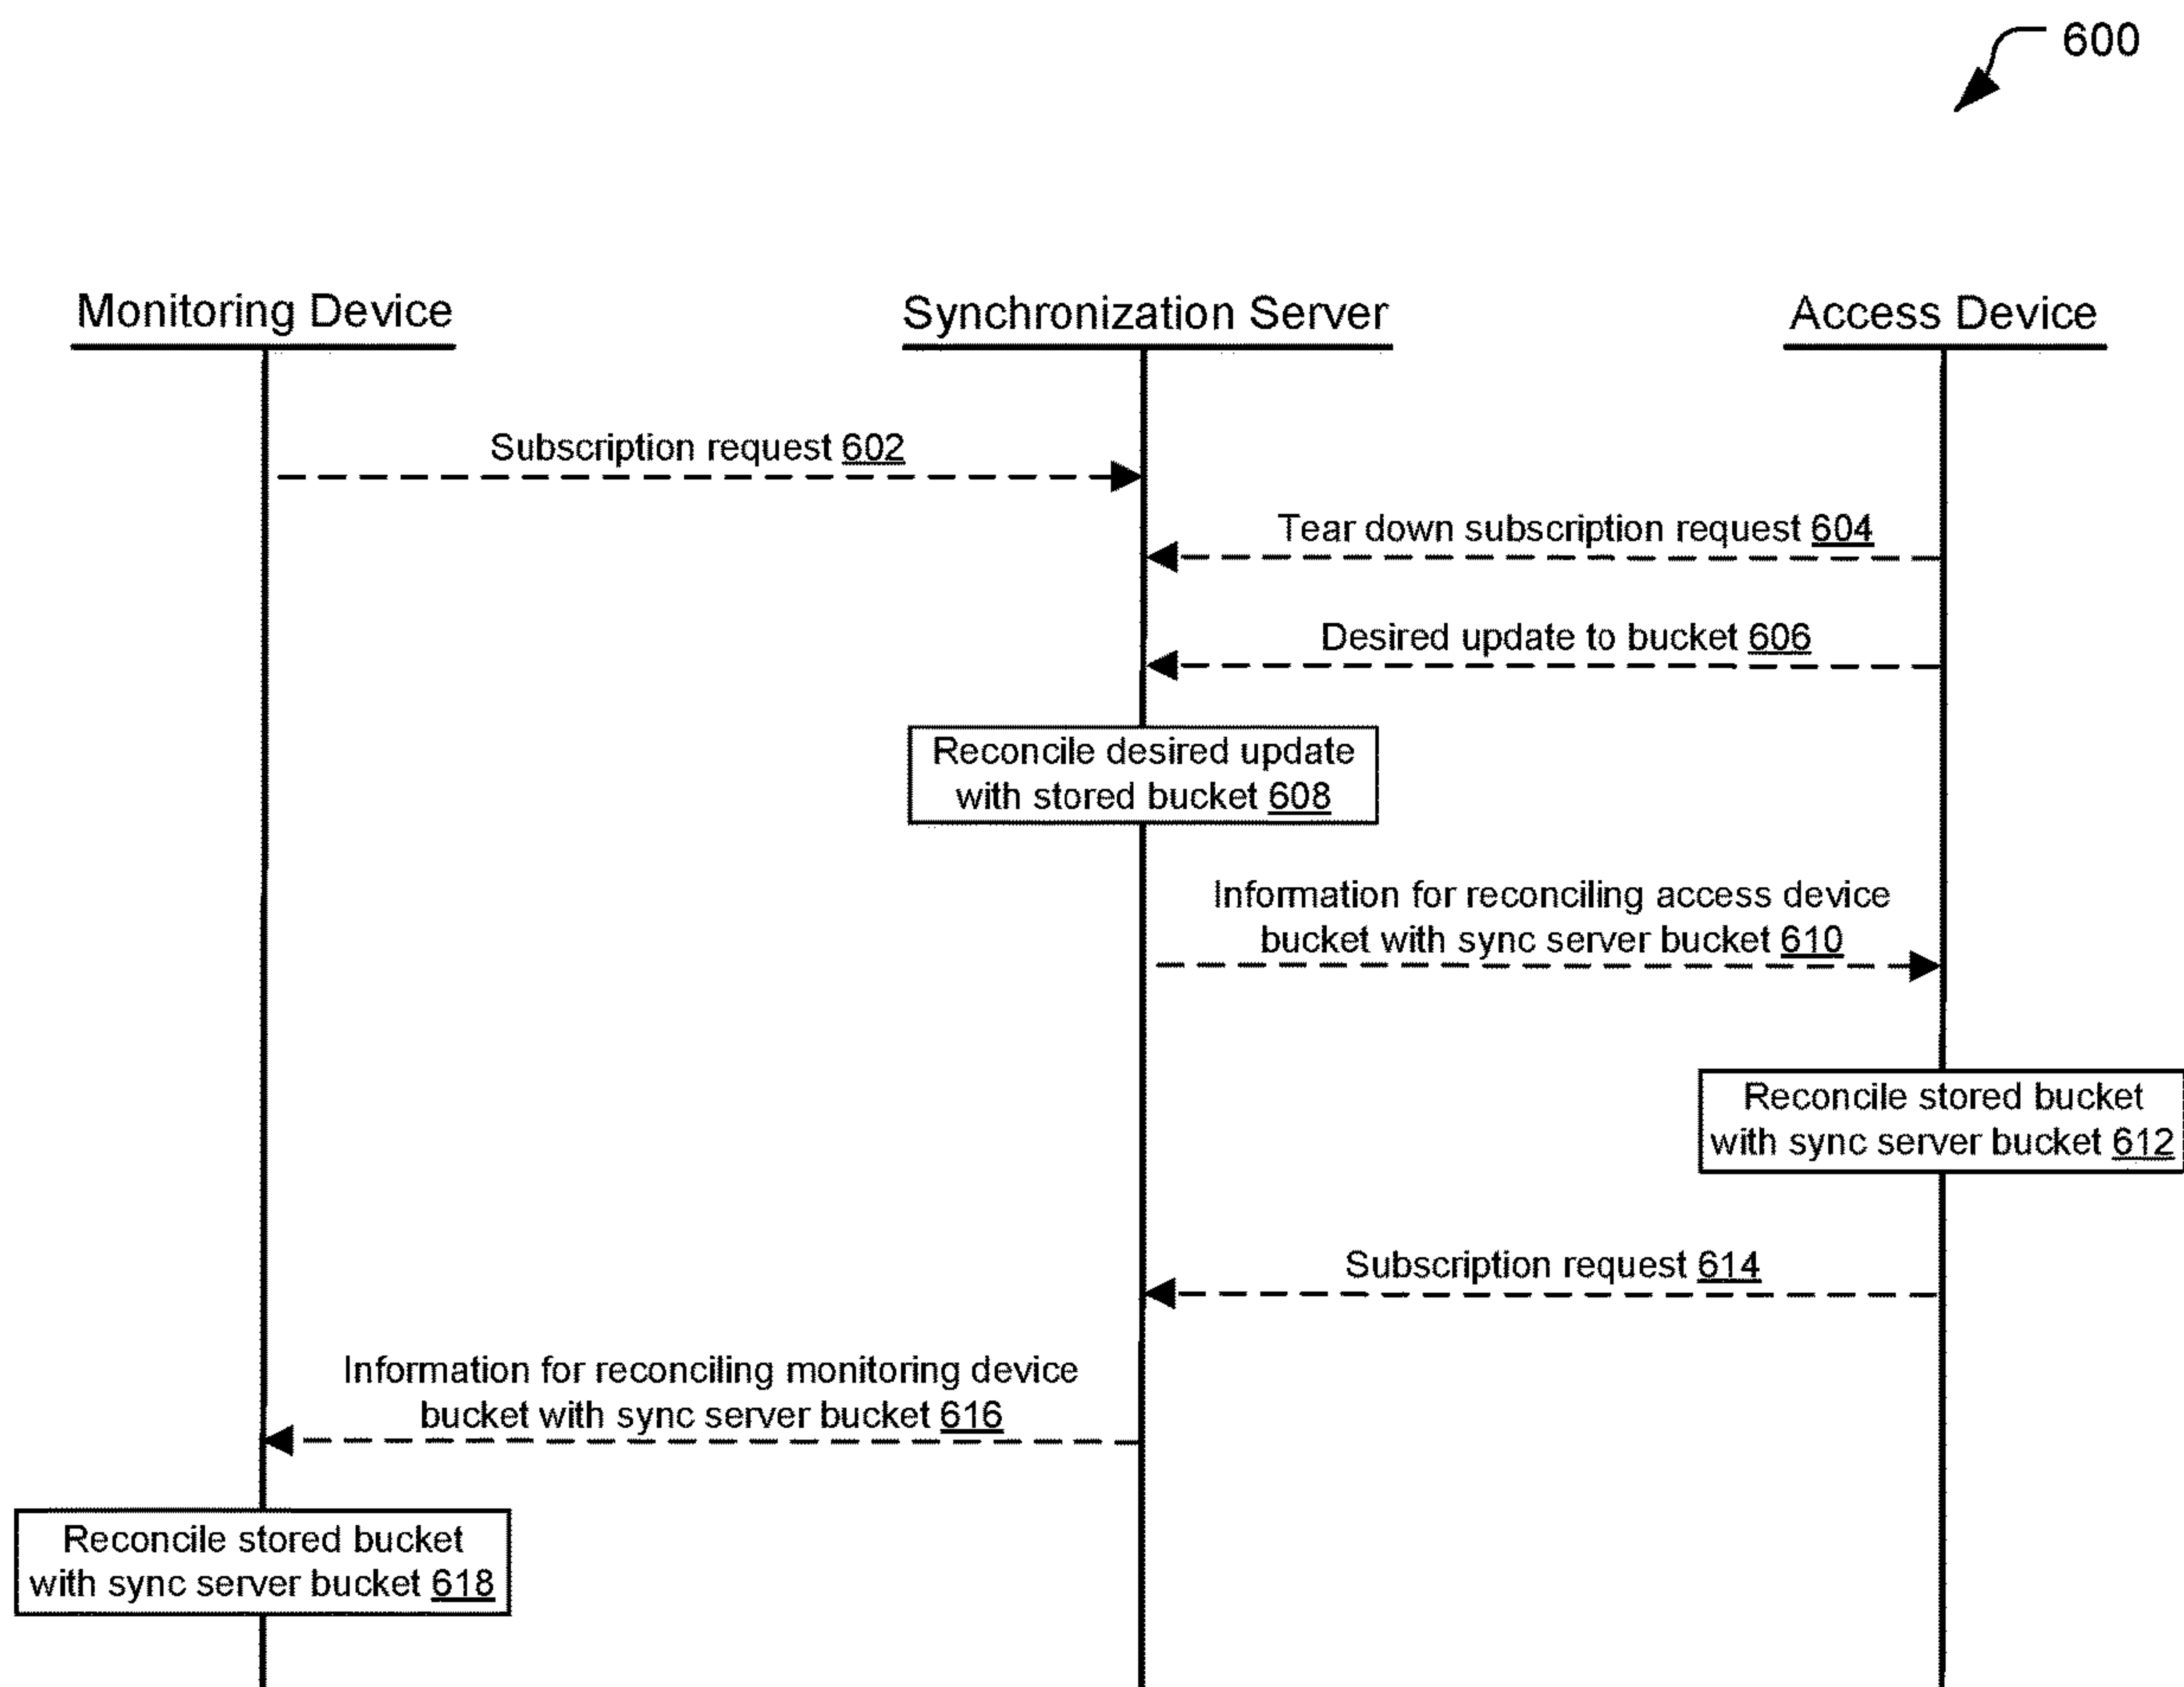 600
Monitoring Device
Synchronization Server
Access Device
Subscription request 602
Tear down subscription request 604
Desired update to bucket 606
Reconcile desired update
with stored bucket 608
Information for reconciling access device
bucket with sync server bucket 610
Reconcile stored bucket
with sync server bucket 612
Subscription request 614
Information for reconciling monitoring device
bucket with sync server bucket 616
Reconcile stored bucket
with sync server bucket 618